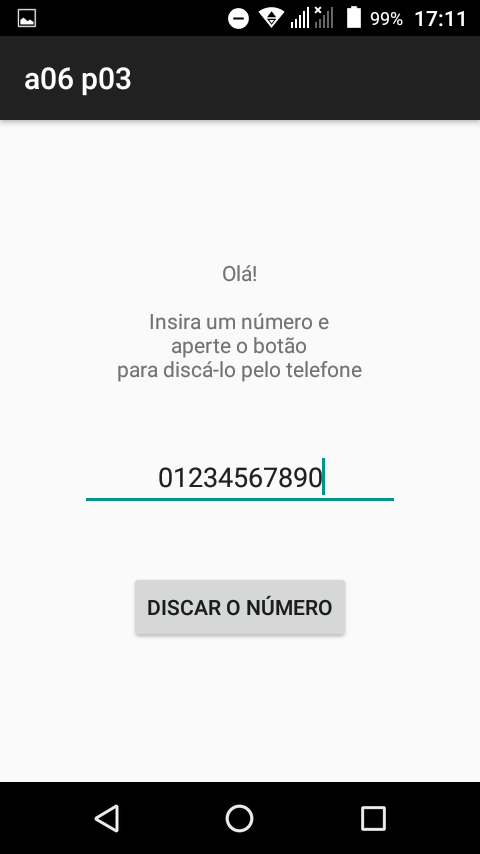 99% 17:11
a06 p03
Olá!
Insira um número e
aperte o botão
para discá-lo pelo telefone
01234567890
DISCAR O NÚMERO